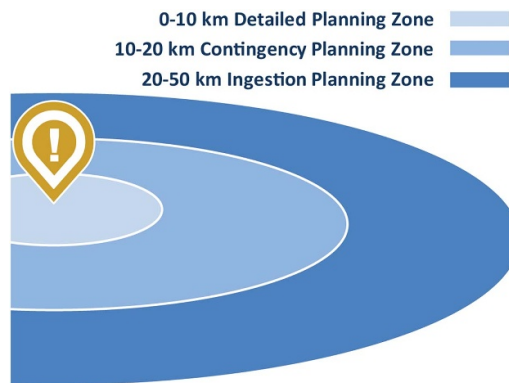 0-10 km Detailed Planning Zone
10-20 km Contingency Planning Zone
20-50 km Ingestion Planning Zone
!